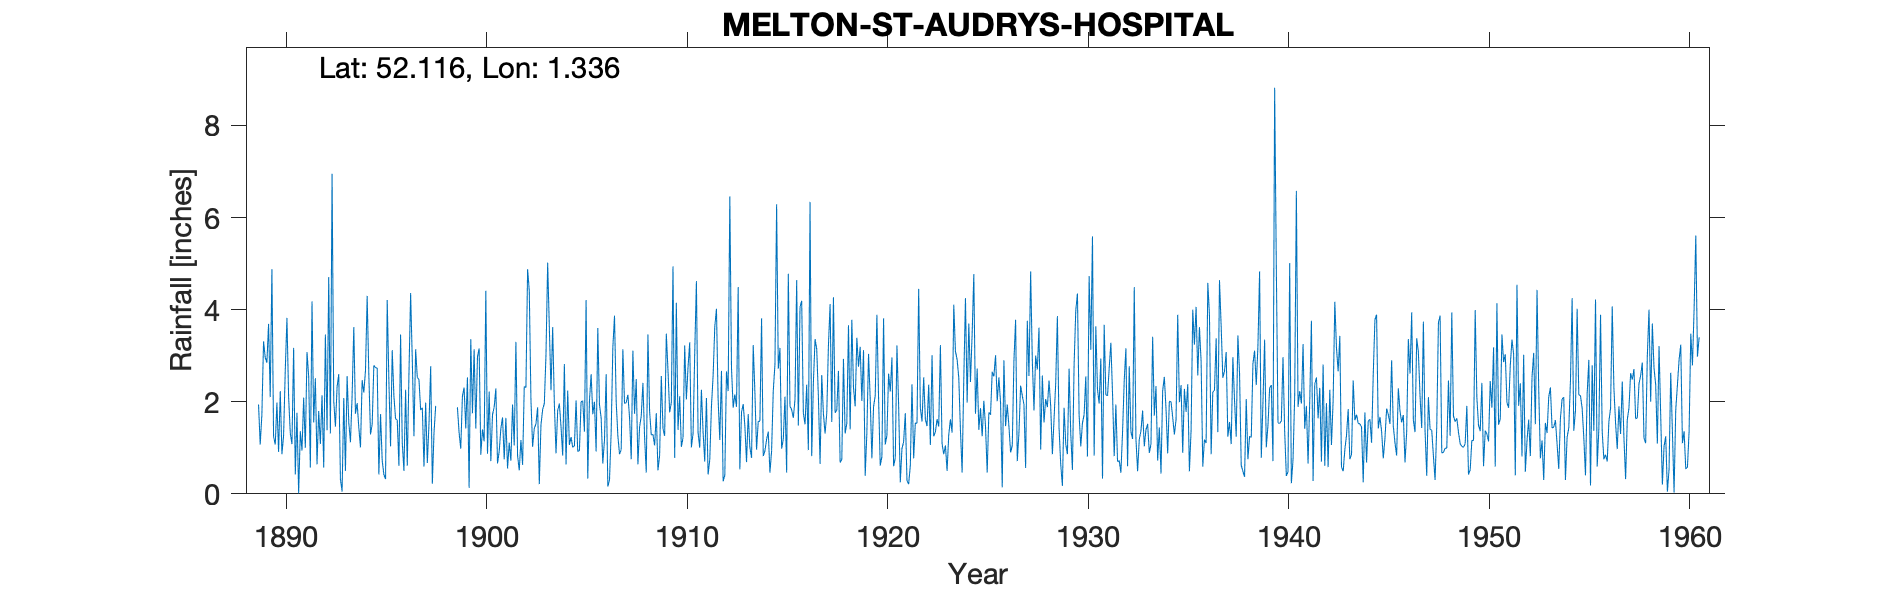 MELTON-ST-AUDRYS-HOSPITAL
Lat: 52.116, Lon: 1.336
Rainfall [inches]
8
6
4
2
0
1890 1900 1910 1920 1930 1940 1950 1960
Year